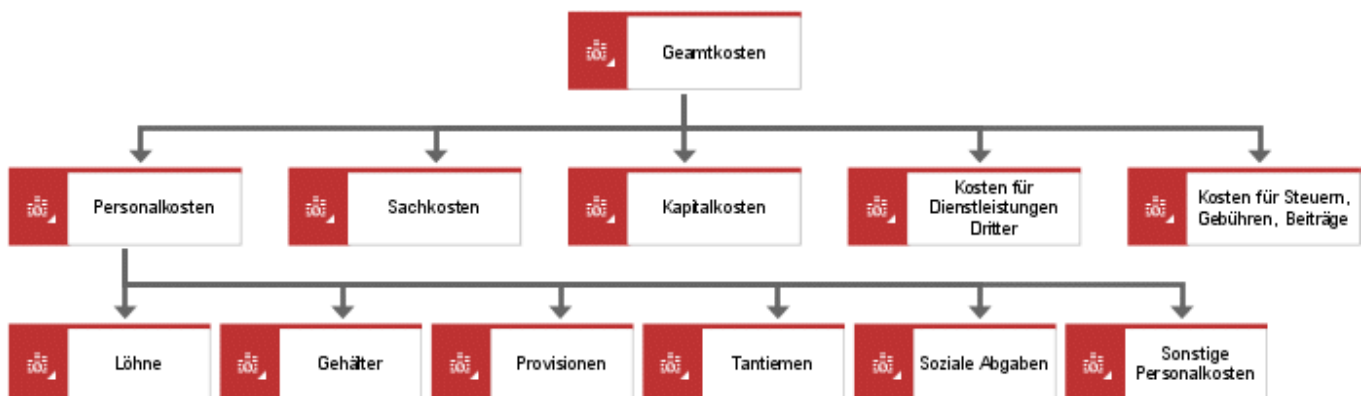 Geamtkosten
Personalkosten
Sachkosten
Kapitalkosten
Kosten für
Dienstleistungen
Dritter
Kosten für Steuern,
Gebühren, Beiträge
Löhne
Gehälter
Provisionen
Tantiemen
Soziale Abgaben
Sonstige
Personalkosten